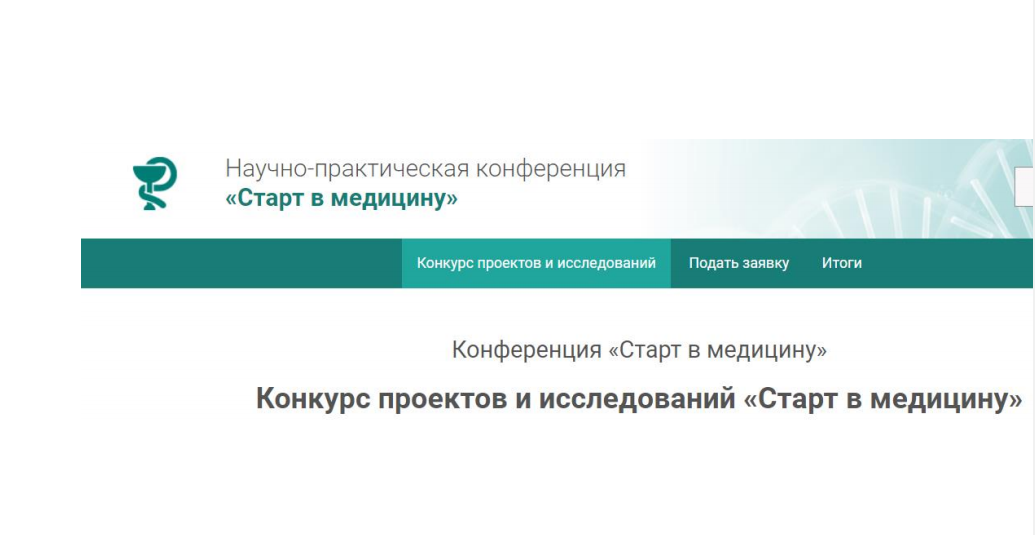 Научно-практическая конференция
«Старт в медицину»
Конкурс проектов и исследований
Подать заявку
Итоги
Конференция «Старт в медицину»
Конкурс проектов и исследований «Старт в медицину»